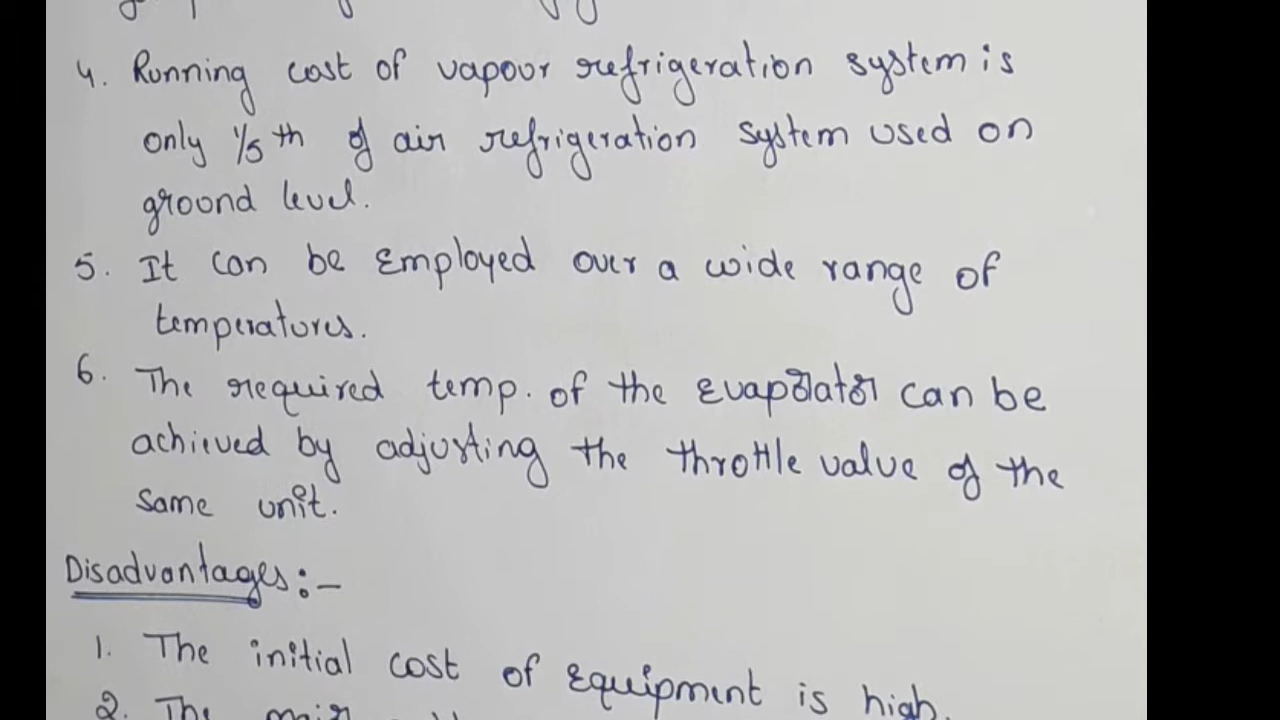 4. Running cost of vapour refrigeration system is
only 1/5th of air refrigeration system used on
ground level.
5. It can be employed over a wide range of
temperatures.
6. The required temp. of the evaporator can be
achieved by adjusting the throttle value of the
same unit.
Disadvantages:-
1. The initial cost of equipment is high.
2. The